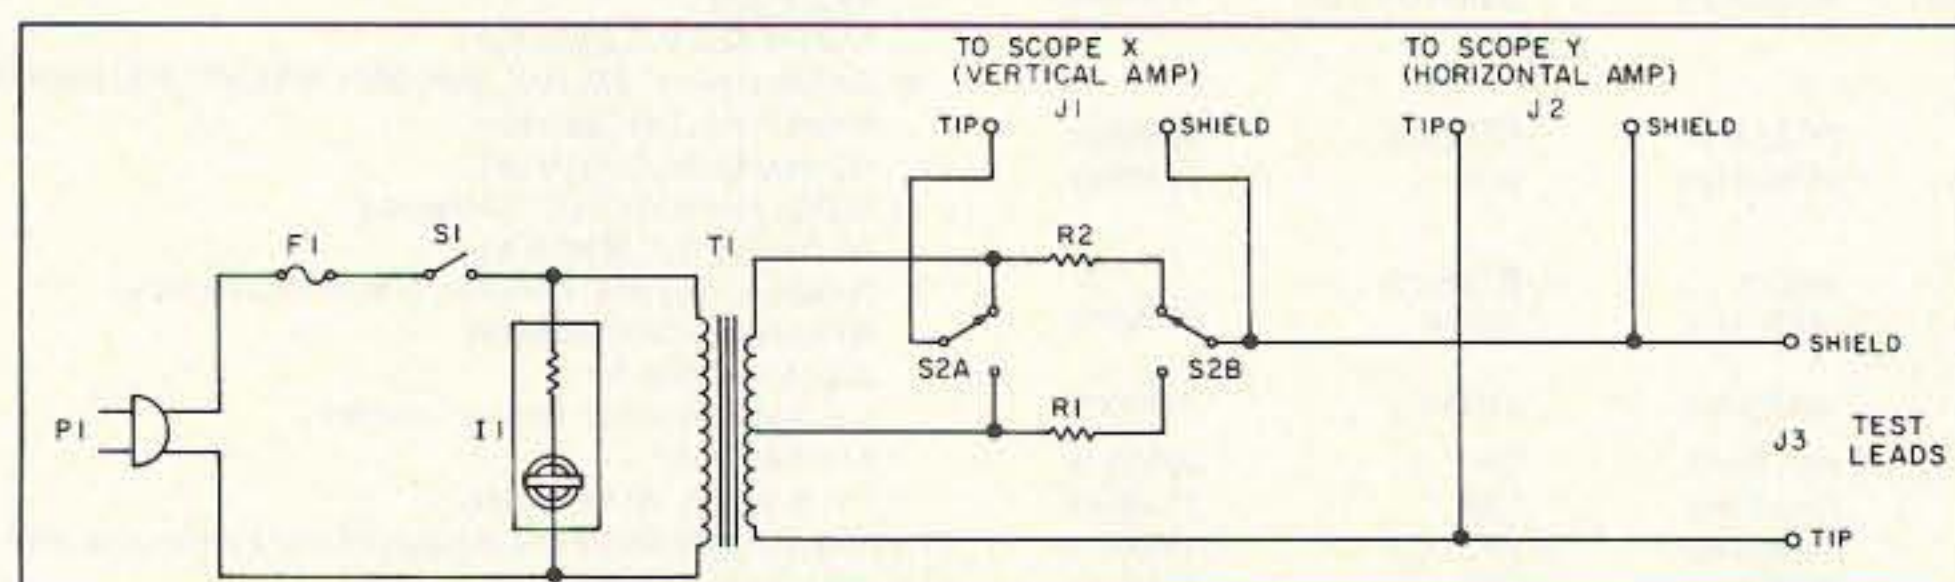 TO SCOPE X
(VERTICAL AMP)
J1
TO SCOPE Y
(HORIZONTAL AMP)
J2
TIP
SHIELD
TIP
SHIELD
F1
S1
T1
R2
S2A
S2B
SHIELD
P1
I1
R1
J3
TEST
LEADS
TIP